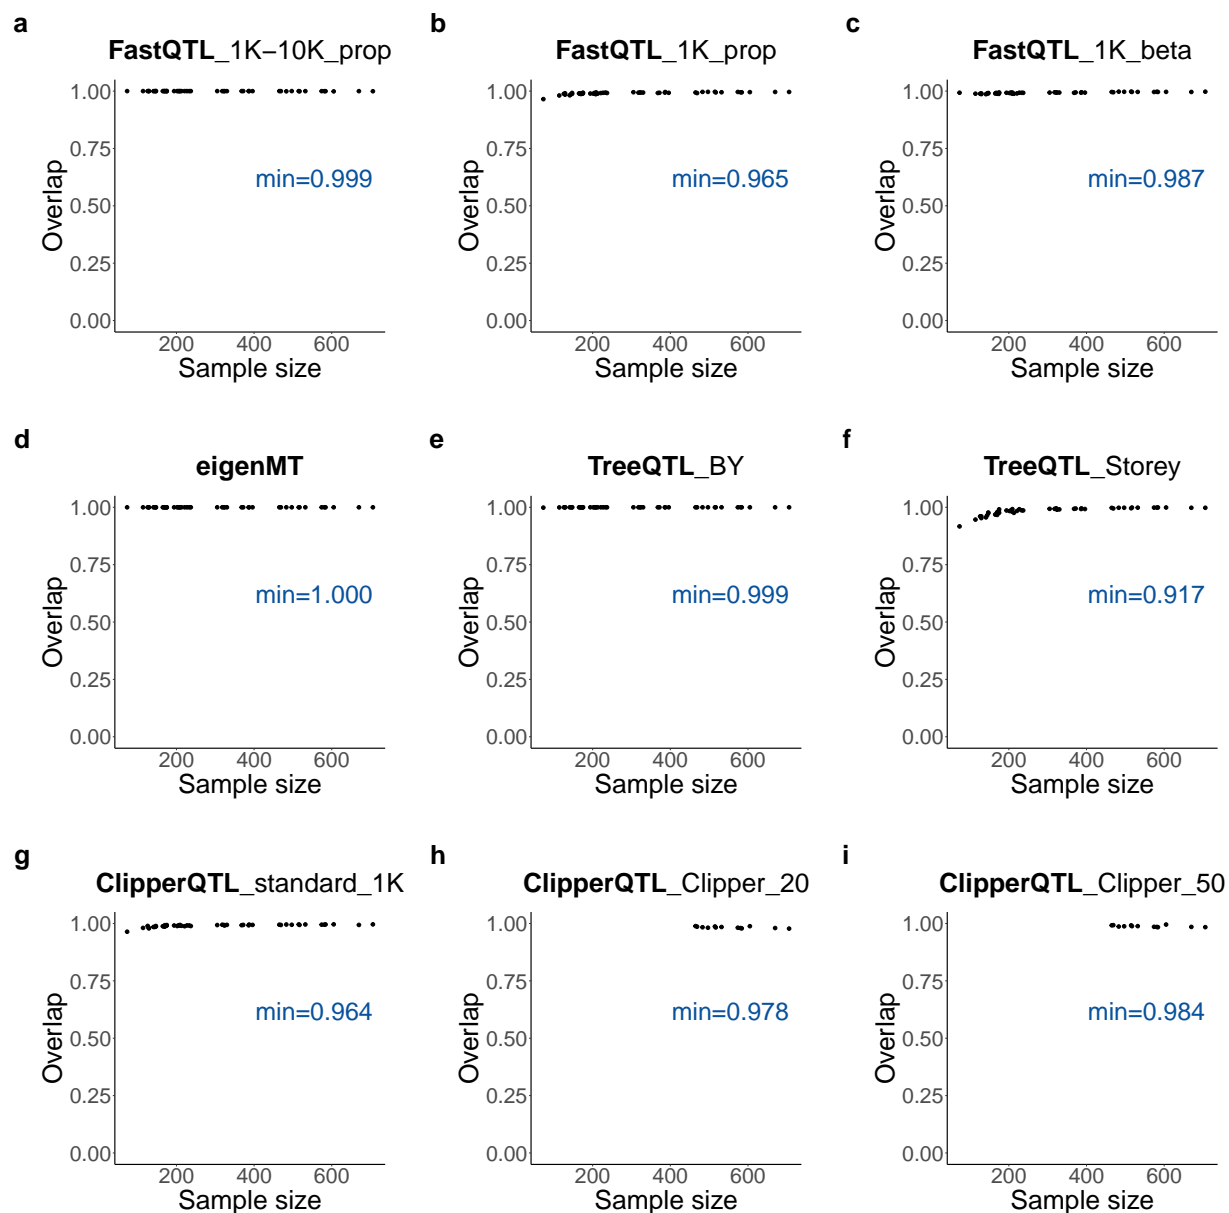 a
FastQTL_1K−10K_prop
1.00
0.75
0.50
0.25
0.00
Overlap
min=0.999
200 400 600
Sample size
b
FastQTL_1K_prop
1.00
0.75
0.50
0.25
0.00
Overlap
min=0.965
200 400 600
Sample size
c
FastQTL_1K_beta
1.00
0.75
0.50
0.25
0.00
Overlap
min=0.987
200 400 600
Sample size
d
eigenMT
1.00
0.75
0.50
0.25
0.00
Overlap
min=1.000
200 400 600
Sample size
e
TreeQTL_BY
1.00
0.75
0.50
0.25
0.00
Overlap
min=0.999
200 400 600
Sample size
f
TreeQTL_Storey
1.00
0.75
0.50
0.25
0.00
Overlap
min=0.917
200 400 600
Sample size
g
ClipperQTL_standard_1K
1.00
0.75
0.50
0.25
0.00
Overlap
min=0.964
200 400 600
Sample size
h
ClipperQTL_Clipper_20
1.00
0.75
0.50
0.25
0.00
Overlap
min=0.978
200 400 600
Sample size
i
ClipperQTL_Clipper_50
1.00
0.75
0.50
0.25
0.00
Overlap
min=0.984
200 400 600
Sample size